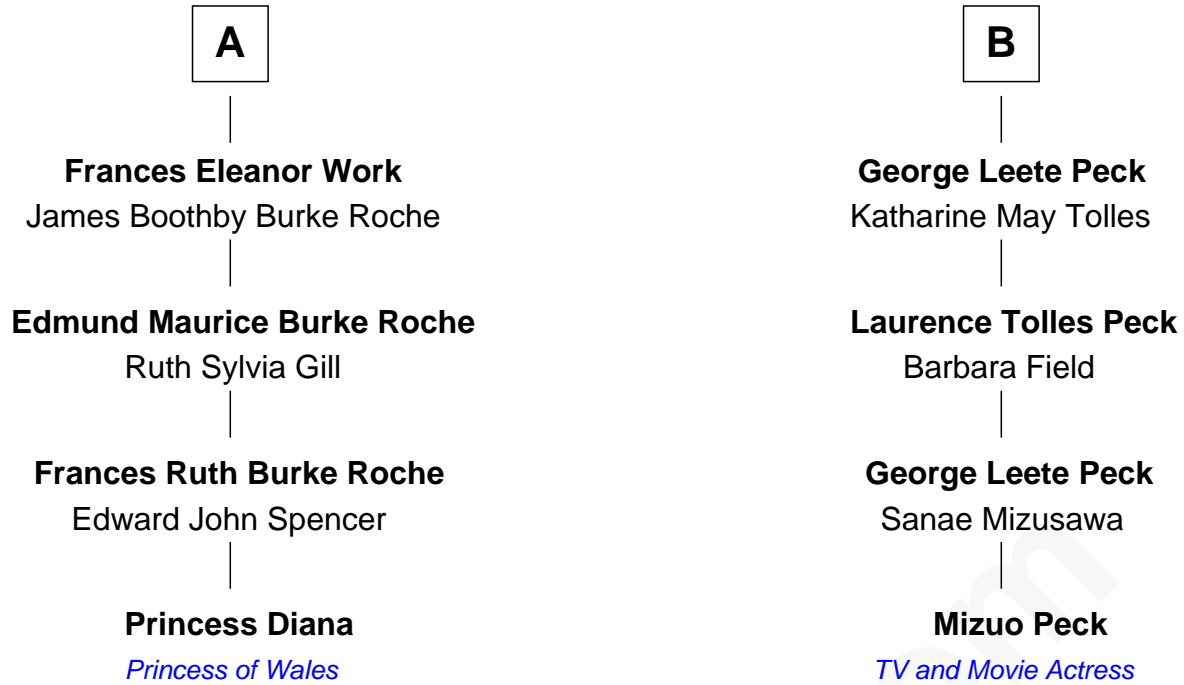 A
Frances Eleanor Work
James Boothby Burke Roche
Edmund Maurice Burke Roche
Ruth Sylvia Gill
Frances Ruth Burke Roche
Edward John Spencer
Princess Diana
Princess of Wales
B
George Leete Peck
Katharine May Tolles
Laurence Tolles Peck
Barbara Field
George Leete Peck
Sanae Mizusawa
Mizuo Peck
TV and Movie Actress